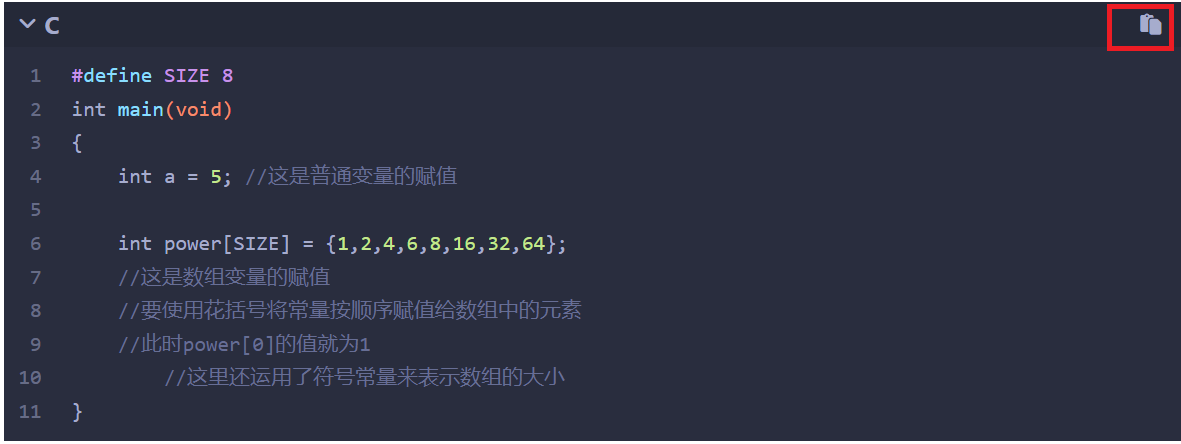 C
1 #define SIZE 8
2 int main(void)
3 {
4     int a = 5; //这是普通变量的赋值
5
6     int power[SIZE] = {1,2,4,6,8,16,32,64};
7     //这是数组变量的赋值
8     //要使用花括号将常量按顺序赋值给数组中的元素
9     //此时power[0]的值就为1
10         //这里还运用了符号常量来表示数组的大小
11 }